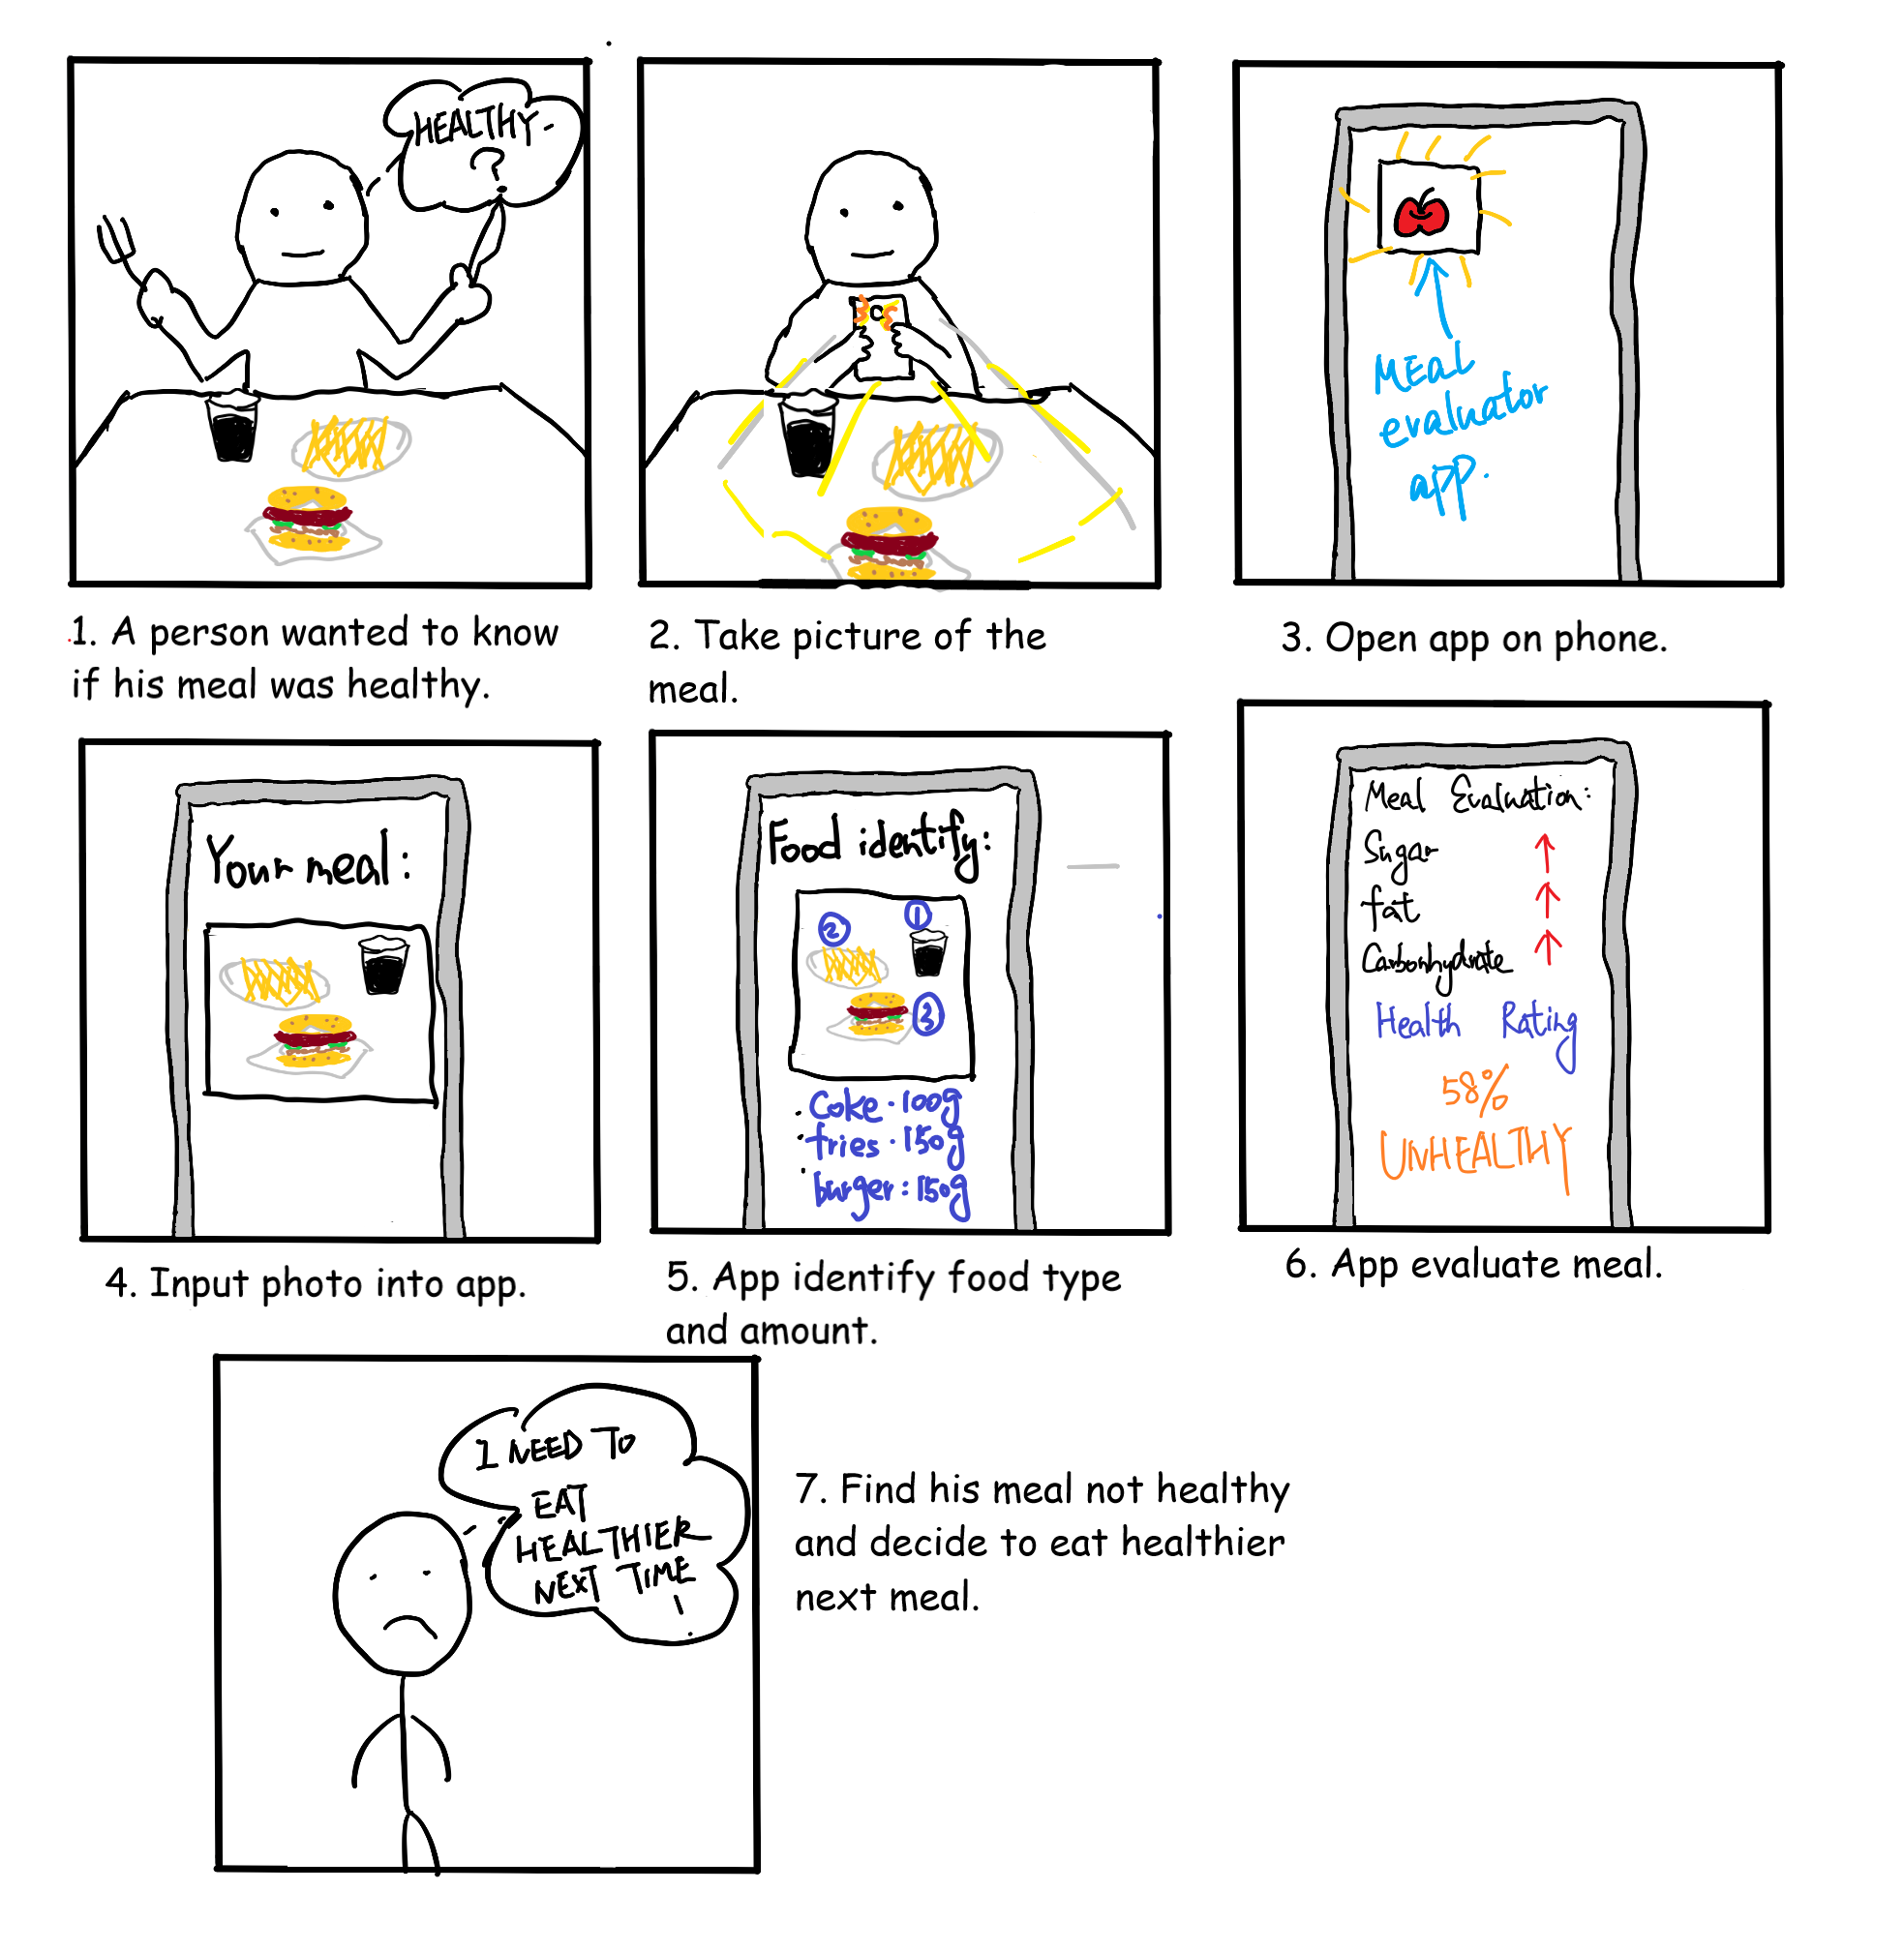 HEALTHY-
?
1. A person wanted to know
if his meal was healthy.
2. Take picture of the
meal.
MEAL
evaluator
app.
3. Open app on phone.
Your meal:
4. Input photo into app.
Food identify:
①
②
③
Coke · 100g
fries · 150g
burger : 150g
5. App identify food type
and amount.
Meal Evaluation:
Sugar ↑
fat ↑
Carbonhydrate ↑
Health Rating
58%
UNHEALTHY
6. App evaluate meal.
I NEED TO
EAT
HEALTHIER
NEXT TIME
!
7. Find his meal not healthy
and decide to eat healthier
next meal.